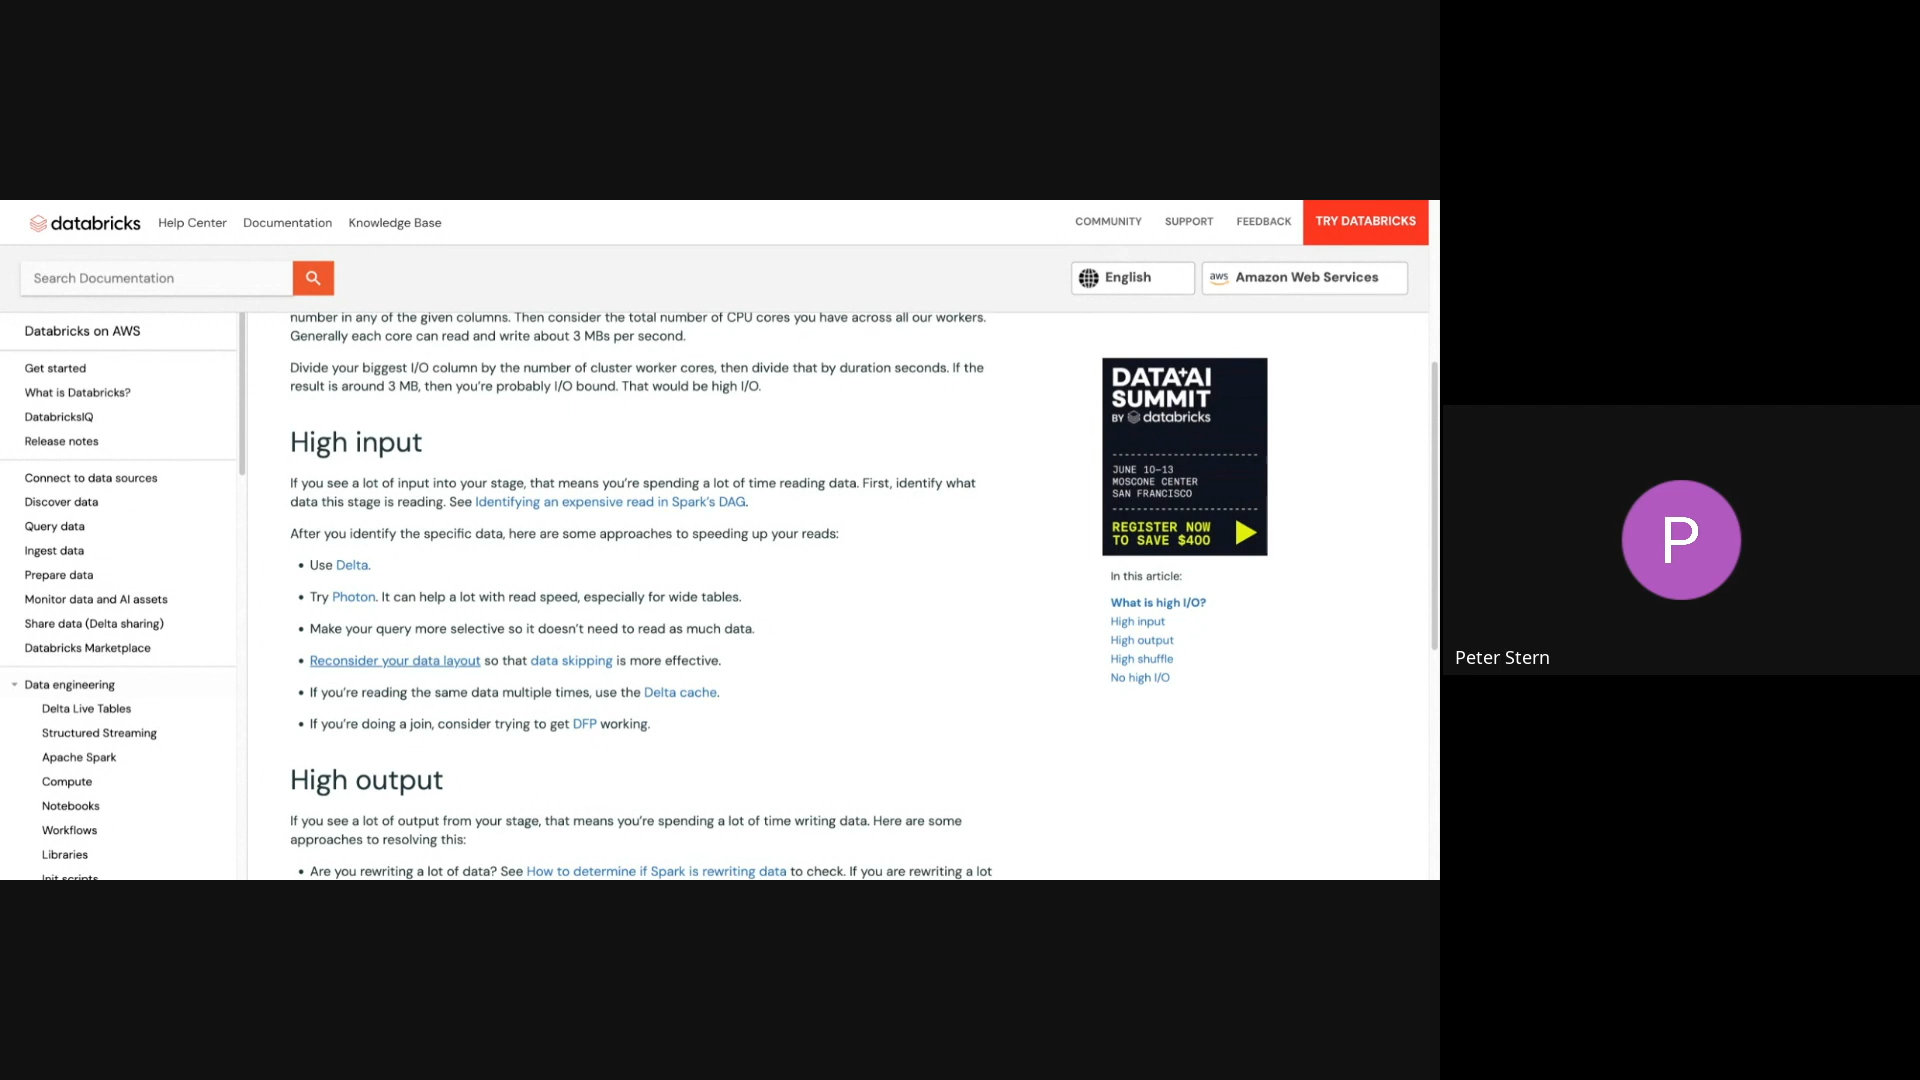 databricks
Help Center
Documentation
Knowledge Base
COMMUNITY
SUPPORT
FEEDBACK
TRY DATABRICKS
Search Documentation
English
aws
Amazon Web Services
Databricks on AWS
Get started
What is Databricks?
DatabricksIQ
Release notes
Connect to data sources
Discover data
Query data
Ingest data
Prepare data
Monitor data and AI assets
Share data (Delta sharing)
Databricks Marketplace
Data engineering
Delta Live Tables
Structured Streaming
Apache Spark
Compute
Notebooks
Workflows
Libraries
Init scripts
number in any of the given columns. Then consider the total number of CPU cores you have across all our workers.
Generally each core can read and write about 3 MBs per second.
Divide your biggest I/O column by the number of cluster worker cores, then divide that by duration seconds. If the
result is around 3 MB, then you’re probably I/O bound. That would be high I/O.
High input
If you see a lot of input into your stage, that means you’re spending a lot of time reading data. First, identify what
data this stage is reading. See Identifying an expensive read in Spark’s DAG.
After you identify the specific data, here are some approaches to speeding up your reads:
• Use Delta.
• Try Photon. It can help a lot with read speed, especially for wide tables.
• Make your query more selective so it doesn’t need to read as much data.
• Reconsider your data layout so that data skipping is more effective.
• If you’re reading the same data multiple times, use the Delta cache.
• If you’re doing a join, consider trying to get DFP working.
High output
If you see a lot of output from your stage, that means you’re spending a lot of time writing data. Here are some
approaches to resolving this:
• Are you rewriting a lot of data? See How to determine if Spark is rewriting data to check. If you are rewriting a lot
DATA+AI
SUMMIT
BY databricks
JUNE 10–13
MOSCONE CENTER
SAN FRANCISCO
REGISTER NOW
TO SAVE $400
In this article:
What is high I/O?
High input
High output
High shuffle
No high I/O
P
Peter Stern